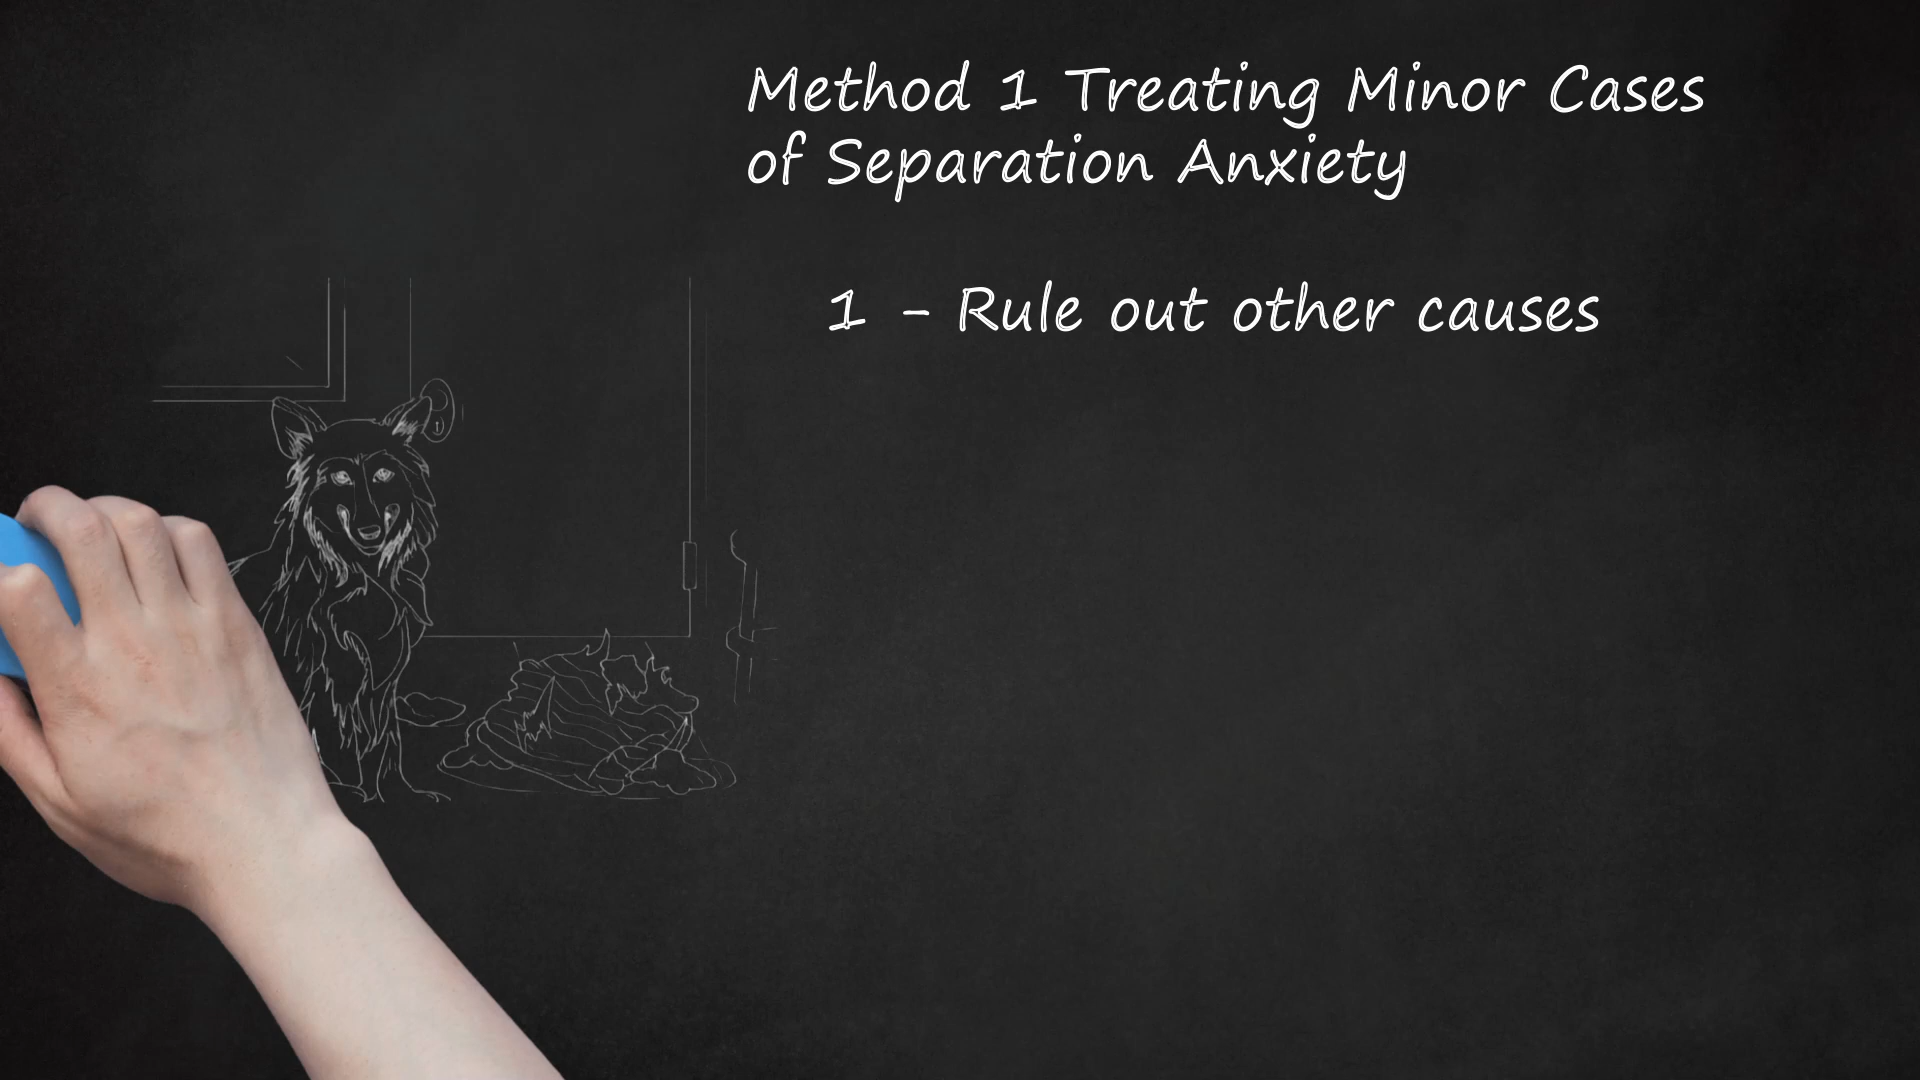 Method 1 Treating Minor Cases
of Separation Anxiety
1 - Rule out other causes